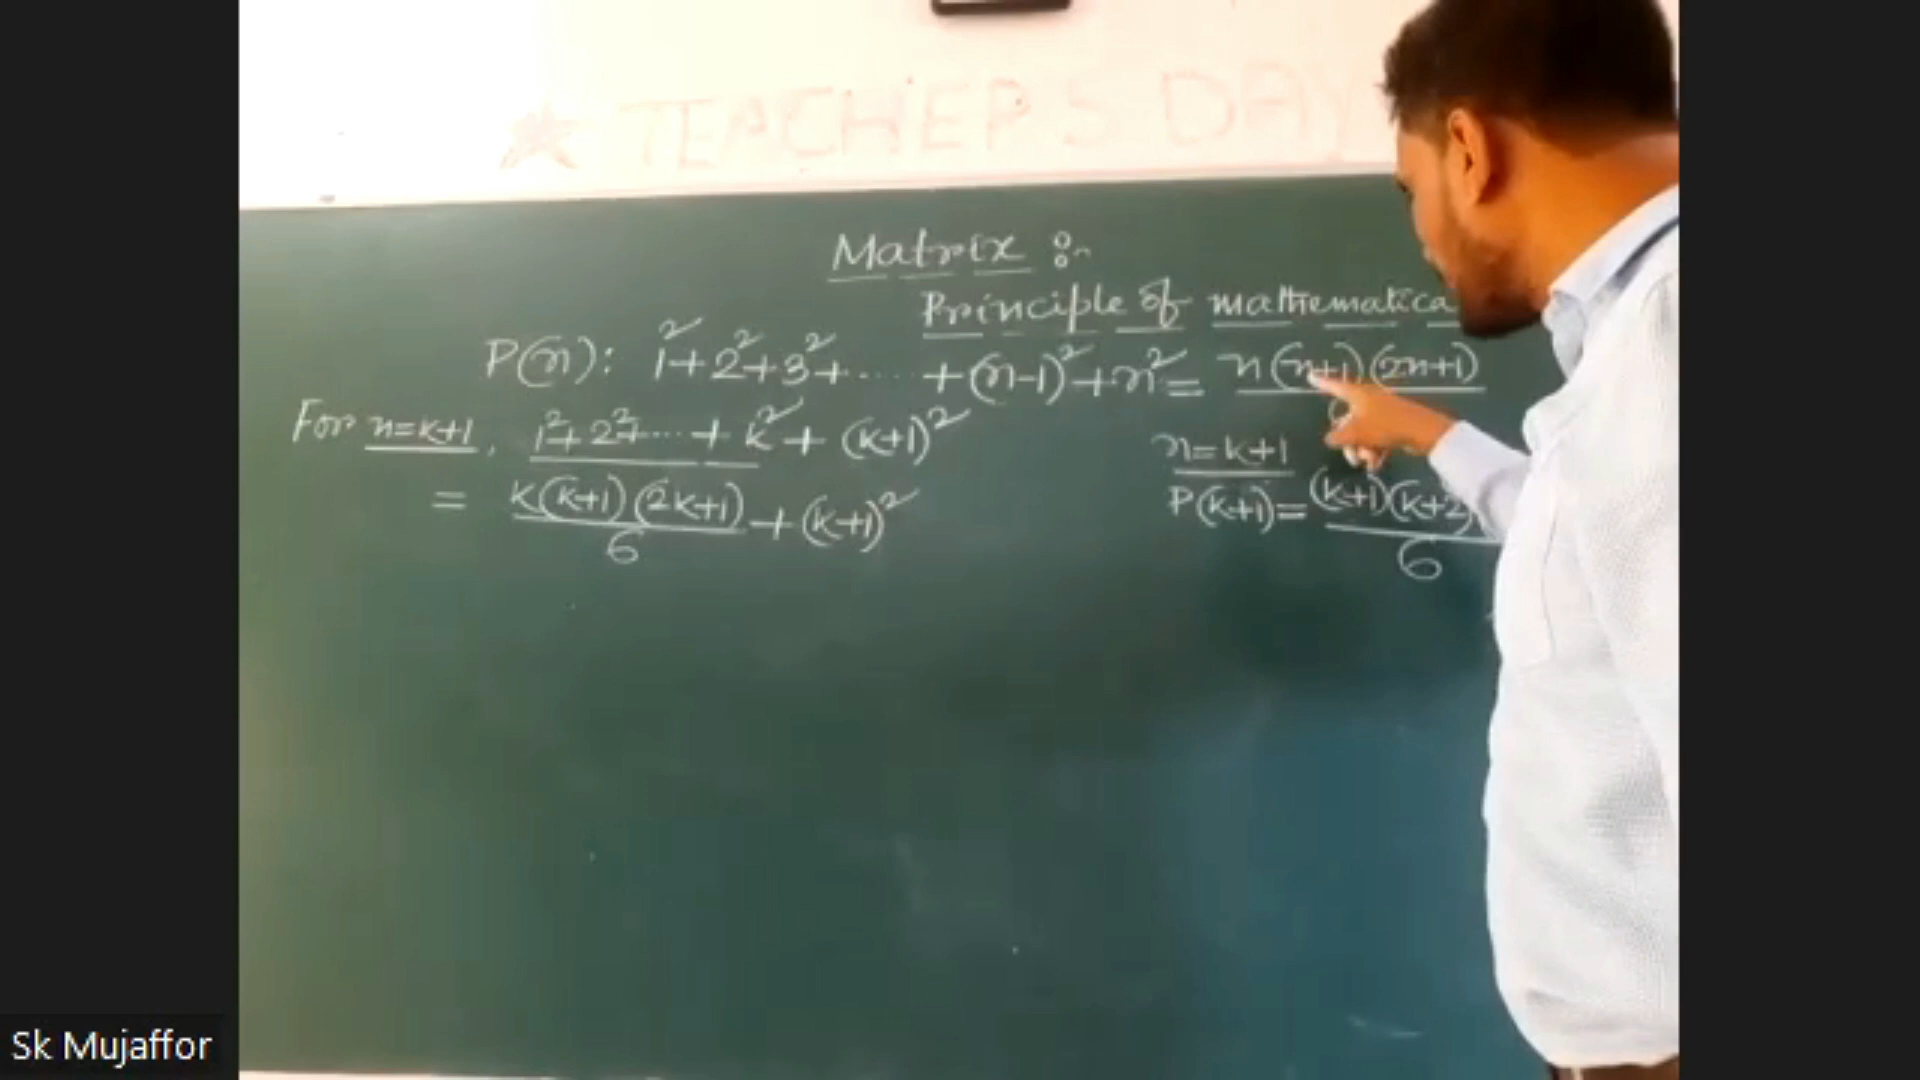 TEACHER'S DAY
Matrix :-
Principle of mathematica
P(n): 1²+2²+3²+.....+(n-1)²+n² = n(n+1)(2n+1)
For n=k+1, 1²+2²+...+k²+(k+1)²
= k(k+1)(2k+1)/6 + (k+1)²
n=k+1
P(k+1)= (k+1)(k+2)/6
Sk Mujaffor